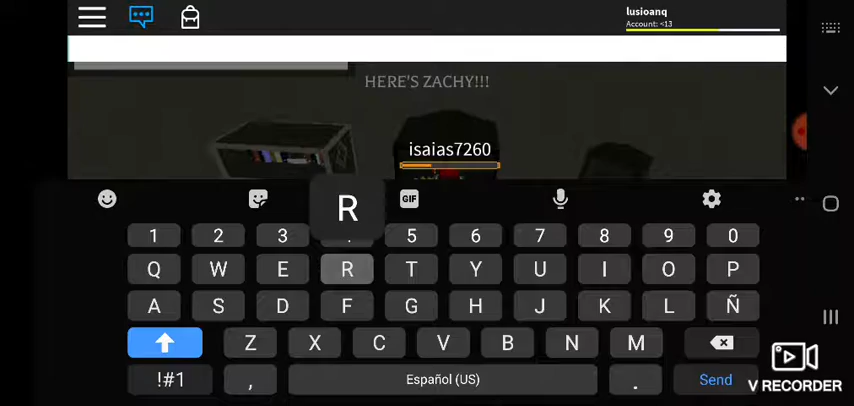 lusioanq
Account: <13
HERE'S ZACHY!!!
isaias7260
R
GIF
1 2 3 5 6 7 8 9 0
Q W E R T Y U I O P
A S D F G H J K L Ñ
Z X C V B N M
!#1 , Español (US) . Send
V RECORDER